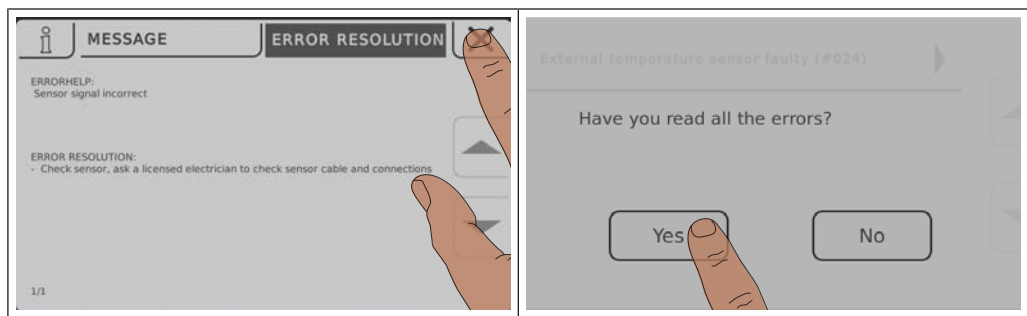 MESSAGE
ERROR RESOLUTION
ERRORHELP:
Sensor signal incorrect
ERROR RESOLUTION:
- Check sensor, ask a licensed electrician to check sensor cable and connections
1/1
External temperature sensor faulty (#024)
Have you read all the errors?
Yes
No